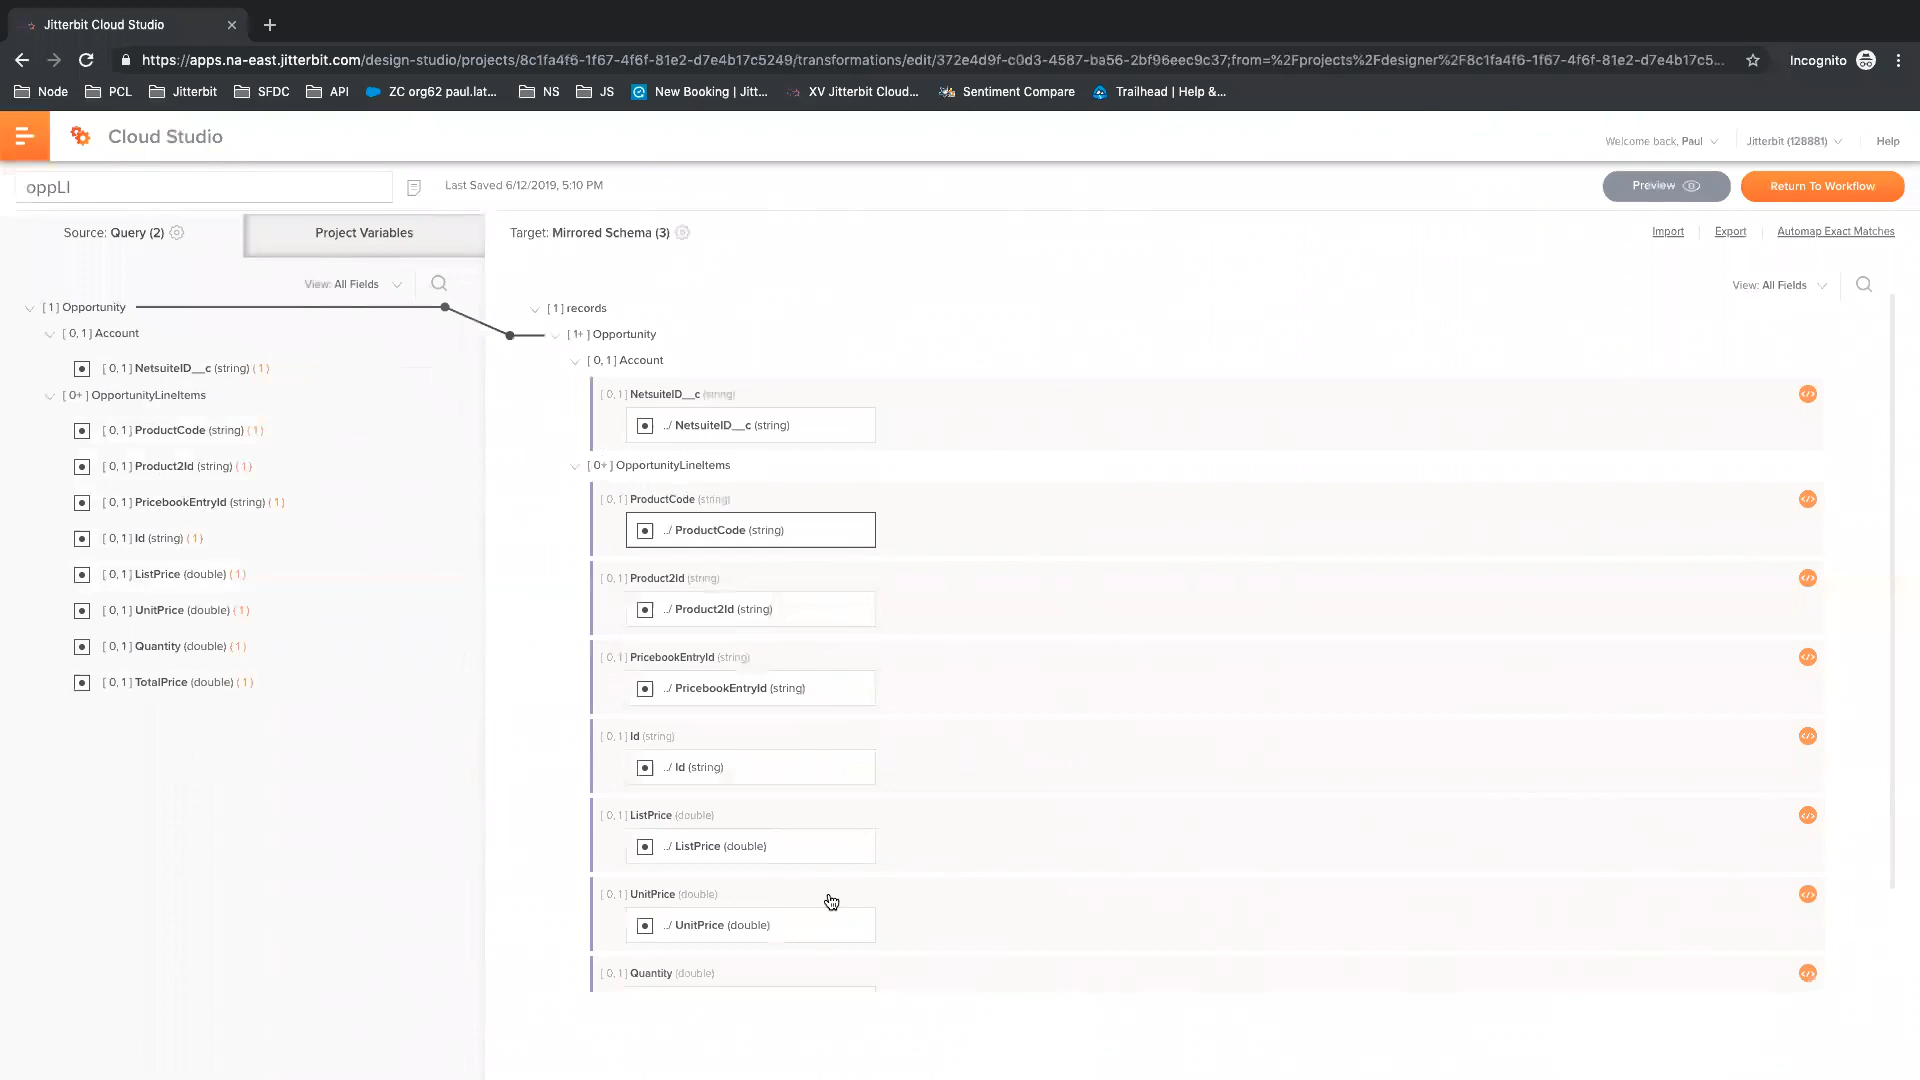 Jitterbit Cloud Studio
https://apps.na-east.jitterbit.com/design-studio/projects/8c1fa4f6-1f67-4f6f-81e2-d7e4b17c5249/transformations/edit/372e4d9f-c0d3-4587-ba56-2bf96eec9c37;from=%2Fprojects%2Fdesigner%2F8c1fa4f6-1f67-4f6f-81e2-d7e4b17c5... Incognito
Node PCL Jitterbit SFDC API ZC org62 paul.lat... NS JS New Booking | Jitt... XV Jitterbit Cloud... Sentiment Compare Trailhead | Help &...
Cloud Studio Welcome back, Paul Jitterbit (128881) Help
oppLI Last Saved 6/12/2019, 5:10 PM Preview Return To Workflow
Source: Query (2) Project Variables
View: All Fields
[ 1 ] Opportunity
[ 0, 1 ] Account
[ 0, 1 ] NetsuiteID__c (string) ( 1 )
[ 0+ ] OpportunityLineItems
[ 0, 1 ] ProductCode (string) ( 1 )
[ 0, 1 ] Product2Id (string) ( 1 )
[ 0, 1 ] PricebookEntryId (string) ( 1 )
[ 0, 1 ] Id (string) ( 1 )
[ 0, 1 ] ListPrice (double) ( 1 )
[ 0, 1 ] UnitPrice (double) ( 1 )
[ 0, 1 ] Quantity (double) ( 1 )
[ 0, 1 ] TotalPrice (double) ( 1 )
Target: Mirrored Schema (3) Import Export Automap Exact Matches
View: All Fields
[ 1 ] records
[ 1+ ] Opportunity
[ 0, 1 ] Account
[ 0, 1 ] NetsuiteID__c (string)
../ NetsuiteID__c (string)
[ 0+ ] OpportunityLineItems
[ 0, 1 ] ProductCode (string)
../ ProductCode (string)
[ 0, 1 ] Product2Id (string)
../ Product2Id (string)
[ 0, 1 ] PricebookEntryId (string)
../ PricebookEntryId (string)
[ 0, 1 ] Id (string)
../ Id (string)
[ 0, 1 ] ListPrice (double)
../ ListPrice (double)
[ 0, 1 ] UnitPrice (double)
../ UnitPrice (double)
[ 0, 1 ] Quantity (double)